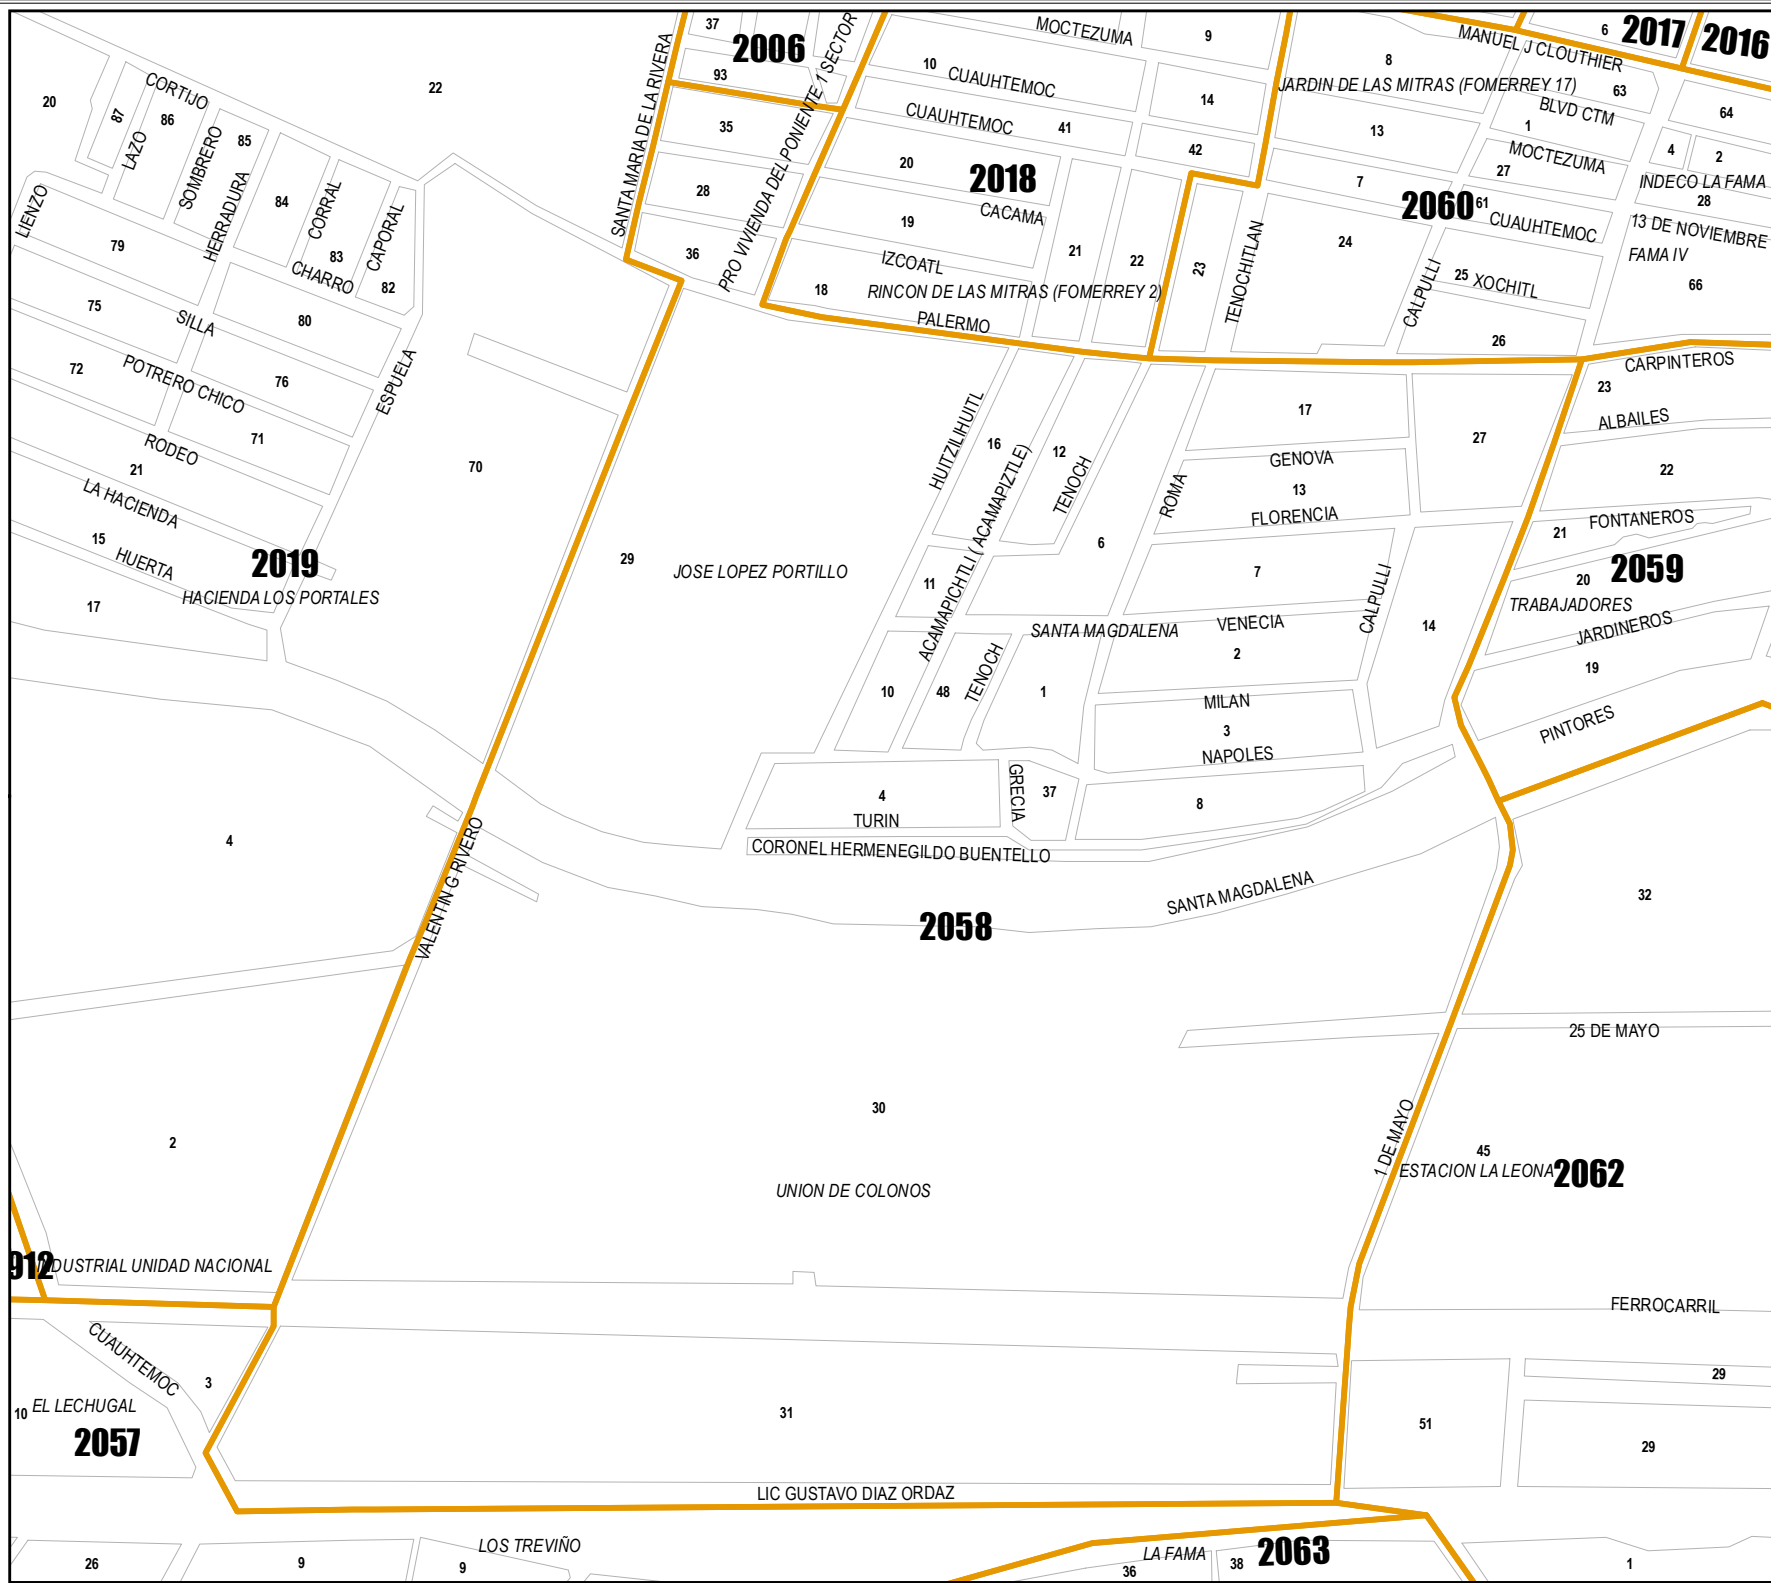 37
2006
MOCTEZUMA
9
6
2017
2016
MANUEL J CLOUTHIER
93
10
CUAUHTEMOC
8
JARDIN DE LAS MITRAS (FOMERREY 17)
63
BLVD CTM
64
20
CORTIJO
22
87
86
LAZO
SOMBRERO
85
HERRADURA
SANTA MARIA DE LA RIVERA
PRO VIVIENDA DEL PONIENTE 1 SECTOR
35
CUAUHTEMOC
41
14
42
13
1
MOCTEZUMA
4
2
27
INDECO LA FAMA
28
20
2018
28
CACAMA
19
7
2060
61
CUAUHTEMOC
13 DE NOVIEMBRE
FAMA IV
LIENZO
84
CORRAL
83
CAPORAL
CHARRO
82
79
36
IZCOATL
21
22
23
TENOCHITLAN
24
CALPULLI
25
XOCHITL
66
75
SILLA
80
18
RINCON DE LAS MITRAS (FOMERREY 2)
PALERMO
26
CARPINTEROS
72
POTRERO CHICO
76
ESPUELA
23
ALBAILES
71
RODEO
21
LA HACIENDA
70
HUITZILIHUITL
16
ACAMAPICHTLI ( ACAMAPIZTLE)
12
TENOCH
ROMA
17
GENOVA
13
FLORENCIA
27
22
FONTANEROS
21
15
HUERTA
2019
HACIENDA LOS PORTALES
17
29
JOSE LOPEZ PORTILLO
11
6
7
CALPULLI
20
2059
TRABAJADORES
JARDINEROS
SANTA MAGDALENA
VENECIA
2
14
19
10
48
TENOCH
1
MILAN
3
NAPOLES
PINTORES
4
TURIN
GRECIA
37
8
CORONEL HERMENEGILDO BUENTELLO
4
VALENTIN G RIVERO
SANTA MAGDALENA
2058
32
25 DE MAYO
30
2
UNION DE COLONOS
1 DE MAYO
45
ESTACION LA LEONA
2062
912
DUSTRIAL UNIDAD NACIONAL
FERROCARRIL
CUAUHTEMOC
3
10
EL LECHUGAL
2057
31
51
29
29
LIC GUSTAVO DIAZ ORDAZ
26
9
9
LOS TREVIÑO
LA FAMA
36
38
2063
1